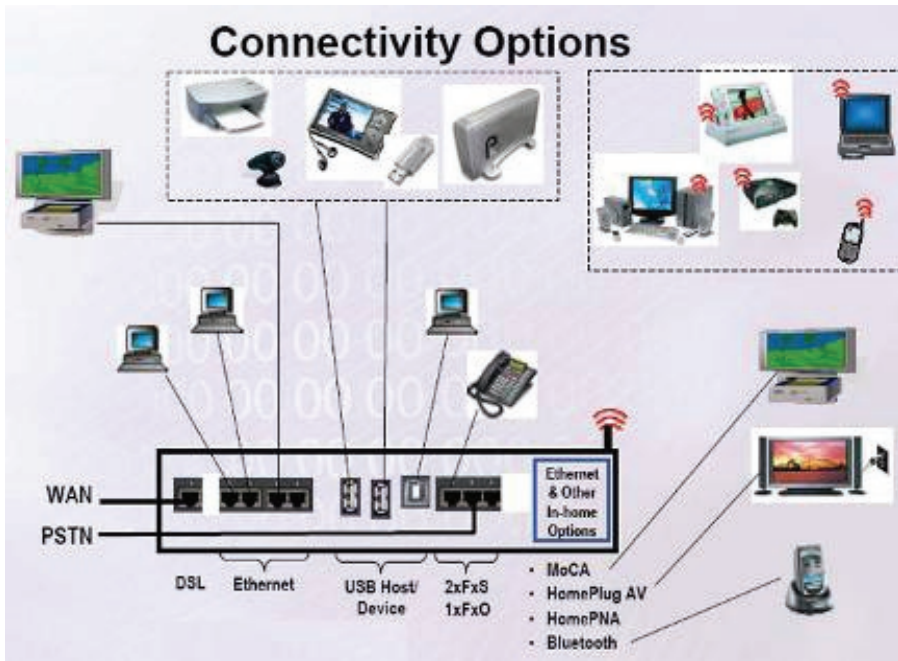 Connectivity Options
WAN
PSTN
Ethernet
& Other
In-home
Options
DSL
Ethernet
USB Host/
Device
2xFxS
1xFxO
• MoCA
• HomePlug AV
• HomePNA
• Bluetooth